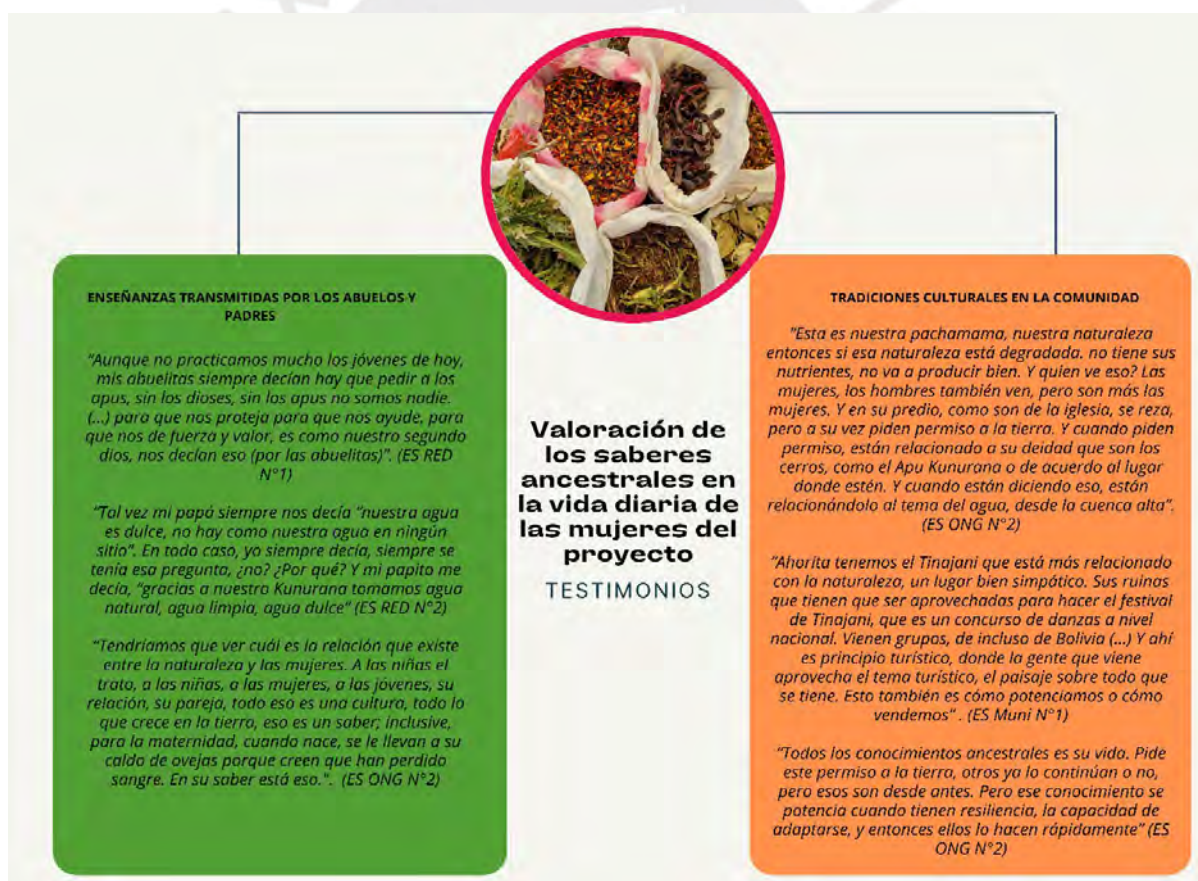 ENSEÑANZAS TRANSMITIDAS POR LOS ABUELOS Y
PADRES
"Aunque no practicamos mucho los jóvenes de hoy,
mis abuelitas siempre decían hay que pedir a los
apus, sin los dioses, sin los apus no somos nadie.
(...) para que nos proteja para que nos ayude, para
que nos de fuerza y valor, es como nuestro segundo
dios, nos decían eso (por las abuelitas)". (ES RED
N°1)
"Tal vez mi papá siempre nos decía "nuestra agua
es dulce, no hay como nuestra agua en ningún
sitio". En todo caso, yo siempre decía, siempre se
tenía esa pregunta, ¿no? ¿Por qué? Y mi papito me
decía, "gracias a nuestro Kunurana tomamos agua
natural, agua limpia, agua dulce" (ES RED N°2)
"Tendríamos que ver cuál es la relación que existe
entre la naturaleza y las mujeres. A las niñas el
trato, a las niñas, a las mujeres, a las jóvenes, su
relación, su pareja, todo eso es una cultura, todo lo
que crece en la tierra, eso es un saber; inclusive,
para la maternidad, cuando nace, se le llevan a su
caldo de ovejas porque creen que han perdido
sangre. En su saber está eso.". (ES ONG N°2)
Valoración de
los saberes
ancestrales en
la vida diaria de
las mujeres del
proyecto
TESTIMONIOS
TRADICIONES CULTURALES EN LA COMUNIDAD
"Esta es nuestra pachamama, nuestra naturaleza
entonces si esa naturaleza está degradada. no tiene sus
nutrientes, no va a producir bien. Y quien ve eso? Las
mujeres, los hombres también ven, pero son más las
mujeres. Y en su predio, como son de la iglesia, se reza,
pero a su vez piden permiso a la tierra. Y cuando piden
permiso, están relacionado a su deidad que son los
cerros, como el Apu Kunurana o de acuerdo al lugar
donde estén. Y cuando están diciendo eso, están
relacionándolo al tema del agua, desde la cuenca alta".
(ES ONG N°2)
"Ahorita tenemos el Tinajani que está más relacionado
con la naturaleza, un lugar bien simpático. Sus ruinas
que tienen que ser aprovechadas para hacer el festival
de Tinajani, que es un concurso de danzas a nivel
nacional. Vienen grupos, de incluso de Bolivia (...) Y ahí
es principio turístico, donde la gente que viene
aprovecha el tema turístico, el paisaje sobre todo que
se tiene. Esto también es cómo potenciamos o cómo
vendemos" . (ES Muni N°1)
"Todos los conocimientos ancestrales es su vida. Pide
este permiso a la tierra, otros ya lo continúan o no,
pero esos son desde antes. Pero ese conocimiento se
potencia cuando tienen resiliencia, la capacidad de
adaptarse, y entonces ellos lo hacen rápidamente" (ES
ONG N°2)